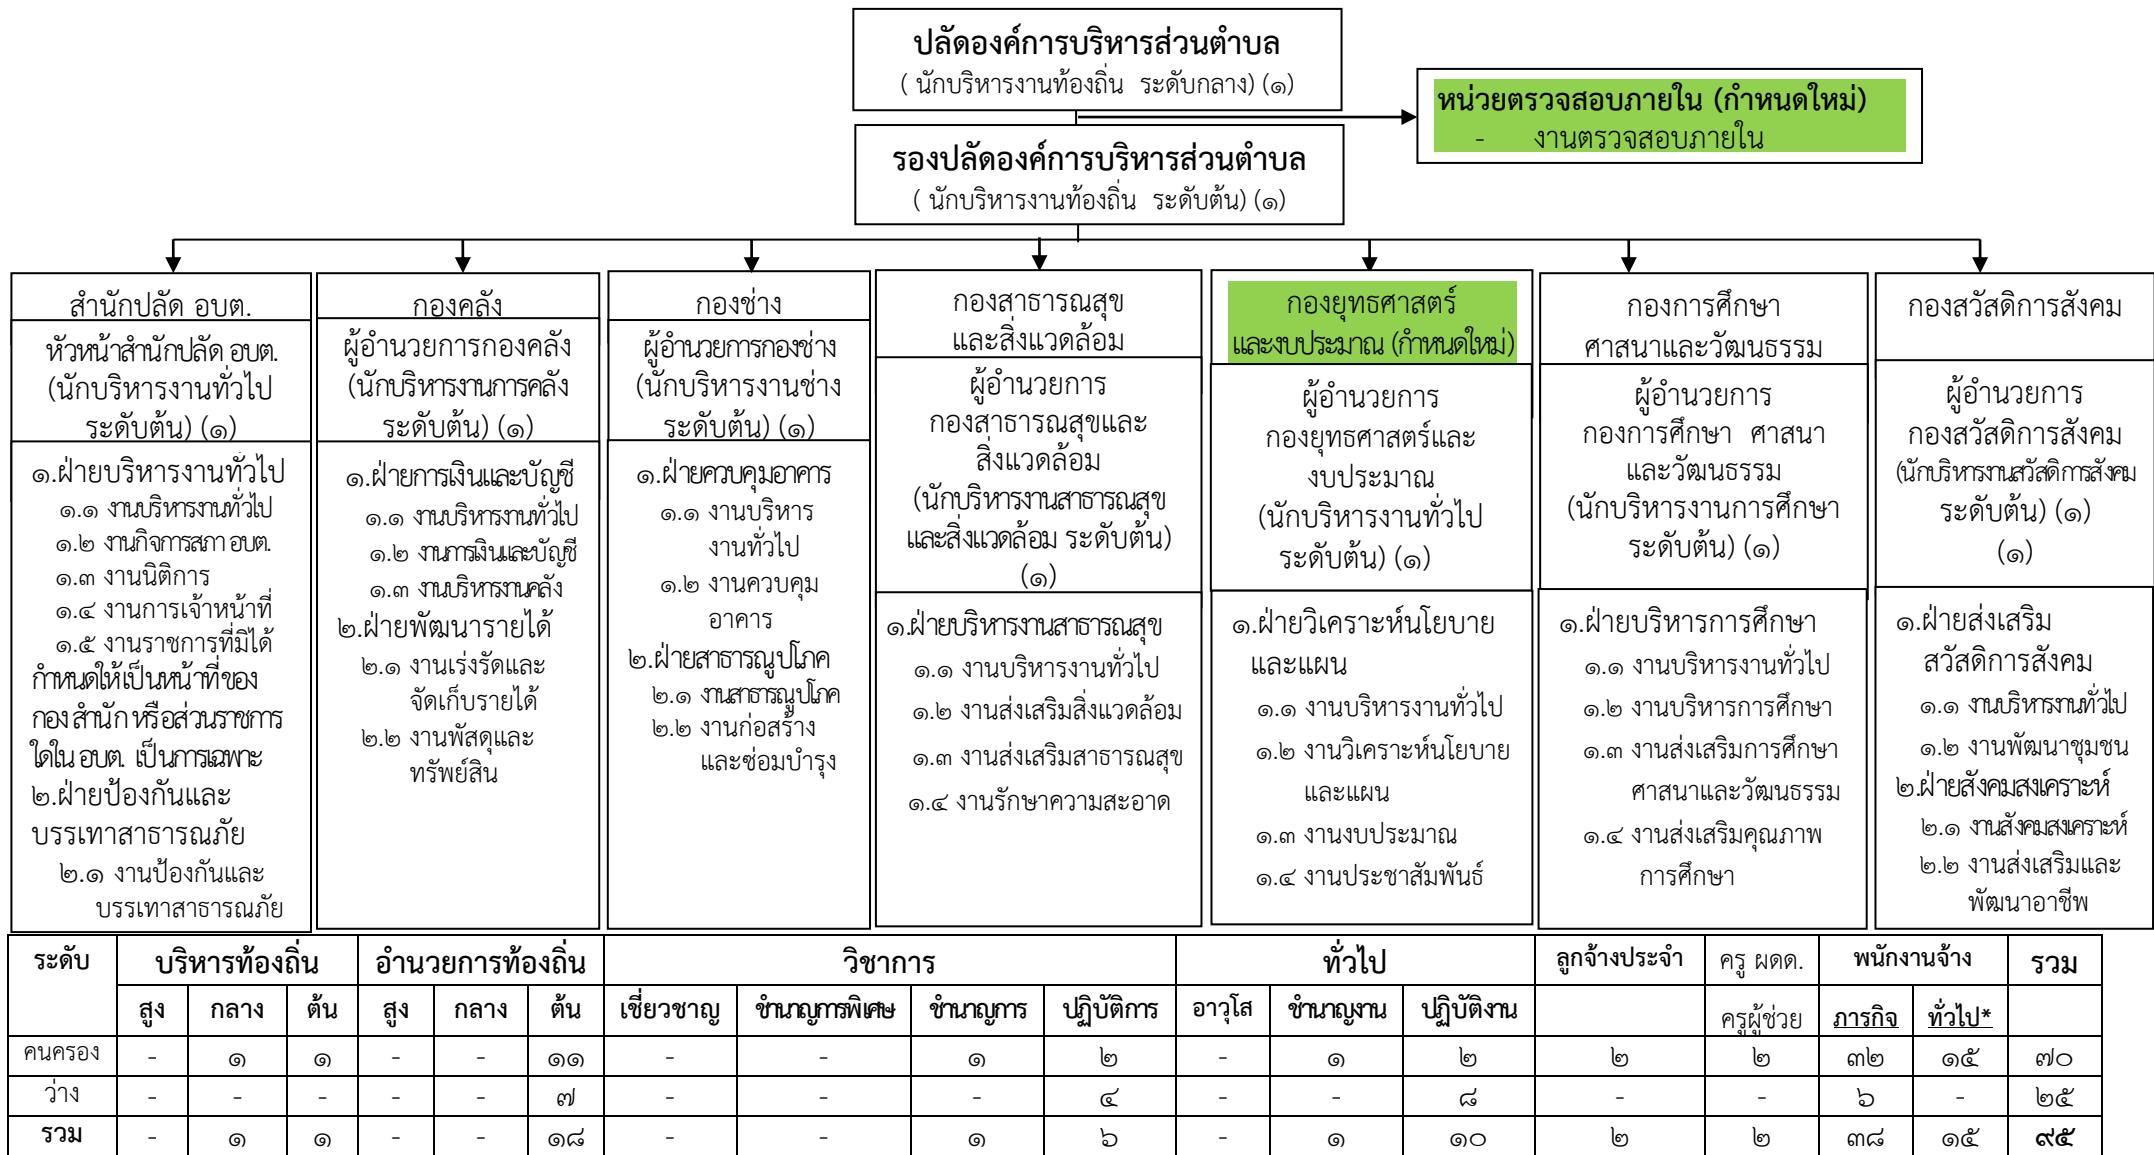 ปลัดองค์การบริหารส่วนตำบล
( นักบริหารงานท้องถิ่น ระดับกลาง) (๑)
หน่วยตรวจสอบภายใน (กำหนดใหม่)
- งานตรวจสอบภายใน
รองปลัดองค์การบริหารส่วนตำบล
( นักบริหารงานท้องถิ่น ระดับต้น) (๑)
สำนักปลัด อบต.
หัวหน้าสำนักปลัด อบต.
(นักบริหารงานทั่วไป
ระดับต้น) (๑)
๑.ฝ่ายบริหารงานทั่วไป
๑.๑ งานบริหารงานทั่วไป
๑.๒ งานกิจการสภา อบต.
๑.๓ งานนิติการ
๑.๔ งานการเจ้าหน้าที่
๑.๕ งานราชการที่มิได้
กำหนดให้เป็นหน้าที่ของ
กอง สำนัก หรือส่วนราชการ
ใดใน อบต. เป็นการเฉพาะ
๒.ฝ่ายป้องกันและ
บรรเทาสาธารณภัย
๒.๑ งานป้องกันและ
บรรเทาสาธารณภัย
กองคลัง
ผู้อำนวยการกองคลัง
(นักบริหารงานการคลัง
ระดับต้น) (๑)
๑.ฝ่ายการเงินและบัญชี
๑.๑ งานบริหารงานทั่วไป
๑.๒ งานการเงินและบัญชี
๑.๓ งานบริหารงานคลัง
๒.ฝ่ายพัฒนารายได้
๒.๑ งานเร่งรัดและ
จัดเก็บรายได้
๒.๒ งานพัสดุและ
ทรัพย์สิน
กองช่าง
ผู้อำนวยการกองช่าง
(นักบริหารงานช่าง
ระดับต้น) (๑)
๑.ฝ่ายควบคุมอาคาร
๑.๑ งานบริหาร
งานทั่วไป
๑.๒ งานควบคุม
อาคาร
๒.ฝ่ายสาธารณูปโภค
๒.๑ งานสาธารณูปโภค
๒.๒ งานก่อสร้าง
และซ่อมบำรุง
กองสาธารณสุข
และสิ่งแวดล้อม
ผู้อำนวยการ
กองสาธารณสุขและ
สิ่งแวดล้อม
(นักบริหารงานสาธารณสุข
และสิ่งแวดล้อม ระดับต้น)
(๑)
๑.ฝ่ายบริหารงานสาธารณสุข
๑.๑ งานบริหารงานทั่วไป
๑.๒ งานส่งเสริมสิ่งแวดล้อม
๑.๓ งานส่งเสริมสาธารณสุข
๑.๔ งานรักษาความสะอาด
กองยุทธศาสตร์
และงบประมาณ (กำหนดใหม่)
ผู้อำนวยการ
กองยุทธศาสตร์และ
งบประมาณ
(นักบริหารงานทั่วไป
ระดับต้น) (๑)
๑.ฝ่ายวิเคราะห์นโยบาย
และแผน
๑.๑ งานบริหารงานทั่วไป
๑.๒ งานวิเคราะห์นโยบาย
และแผน
๑.๓ งานงบประมาณ
๑.๔ งานประชาสัมพันธ์
กองการศึกษา
ศาสนาและวัฒนธรรม
ผู้อำนวยการ
กองการศึกษา ศาสนา
และวัฒนธรรม
(นักบริหารงานการศึกษา
ระดับต้น) (๑)
๑.ฝ่ายบริหารการศึกษา
๑.๑ งานบริหารงานทั่วไป
๑.๒ งานบริหารการศึกษา
๑.๓ งานส่งเสริมการศึกษา
ศาสนาและวัฒนธรรม
๑.๔ งานส่งเสริมคุณภาพ
การศึกษา
กองสวัสดิการสังคม
ผู้อำนวยการ
กองสวัสดิการสังคม
(นักบริหารงานสวัสดิการสังคม
ระดับต้น) (๑)
(๑)
๑.ฝ่ายส่งเสริม
สวัสดิการสังคม
๑.๑ งานบริหารงานทั่วไป
๑.๒ งานพัฒนาชุมชน
๒.ฝ่ายสังคมสงเคราะห์
๒.๑ งานสังคมสงเคราะห์
๒.๒ งานส่งเสริมและ
พัฒนาอาชีพ
ระดับ บริหารท้องถิ่น อำนวยการท้องถิ่น วิชาการ ทั่วไป ลูกจ้างประจำ ครู ผดด. พนักงานจ้าง รวม
สูง กลาง ต้น สูง กลาง ต้น เชี่ยวชาญ ชำนาญการพิเศษ ชำนาญการ ปฏิบัติการ อาวุโส ชำนาญงาน ปฏิบัติงาน ครูผู้ช่วย ภารกิจ ทั่วไป*
คนครอง - ๑ ๑ - - ๑๑ - - ๑ ๒ - ๑ ๒ ๒ ๒ ๓๒ ๑๕ ๗๐
ว่าง - - - - - ๗ - - - ๔ - - ๘ - - ๖ - ๒๕
รวม - ๑ ๑ - - ๑๘ - - ๑ ๖ - ๑ ๑๐ ๒ ๒ ๓๘ ๑๕ ๙๕